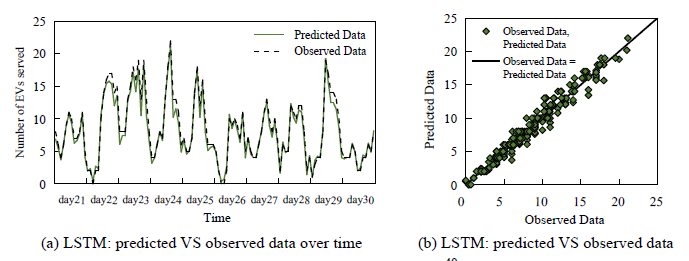 25
20
15
10
5
0
Number of EVs served
Predicted Data
Observed Data
day21 day22 day23 day24 day25 day26 day27 day28 day29 day30
Time
(a) LSTM: predicted VS observed data over time
25
20
15
10
5
0
Predicted Data
Observed Data,
Predicted Data
Observed Data =
Predicted Data
0 5 10 15 20 25
Observed Data
(b) LSTM: predicted VS observed data